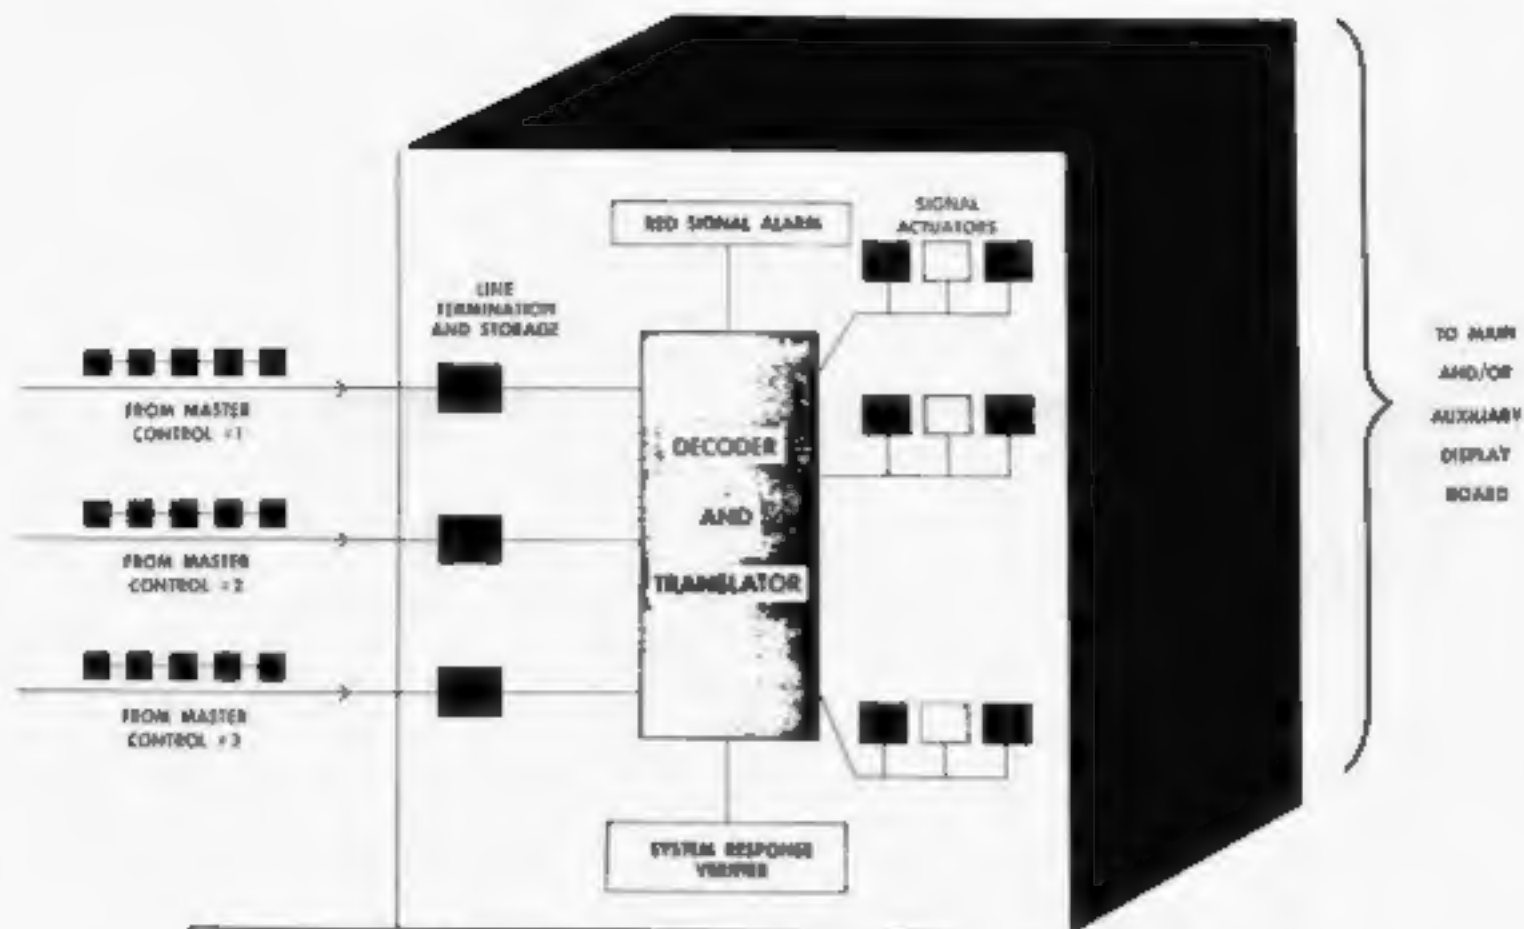 RED SIGNAL ALARM
SIGNAL
ACTUATORS
LINE
TERMINATION
AND STORAGE
FROM MASTER
CONTROL #1
DECODER
AND
TRANSLATOR
FROM MASTER
CONTROL #2
FROM MASTER
CONTROL #3
SYSTEM RESPONSE
VERIFIER
TO MAIN
AND/OR
AUXILIARY
DISPLAY
BOARD